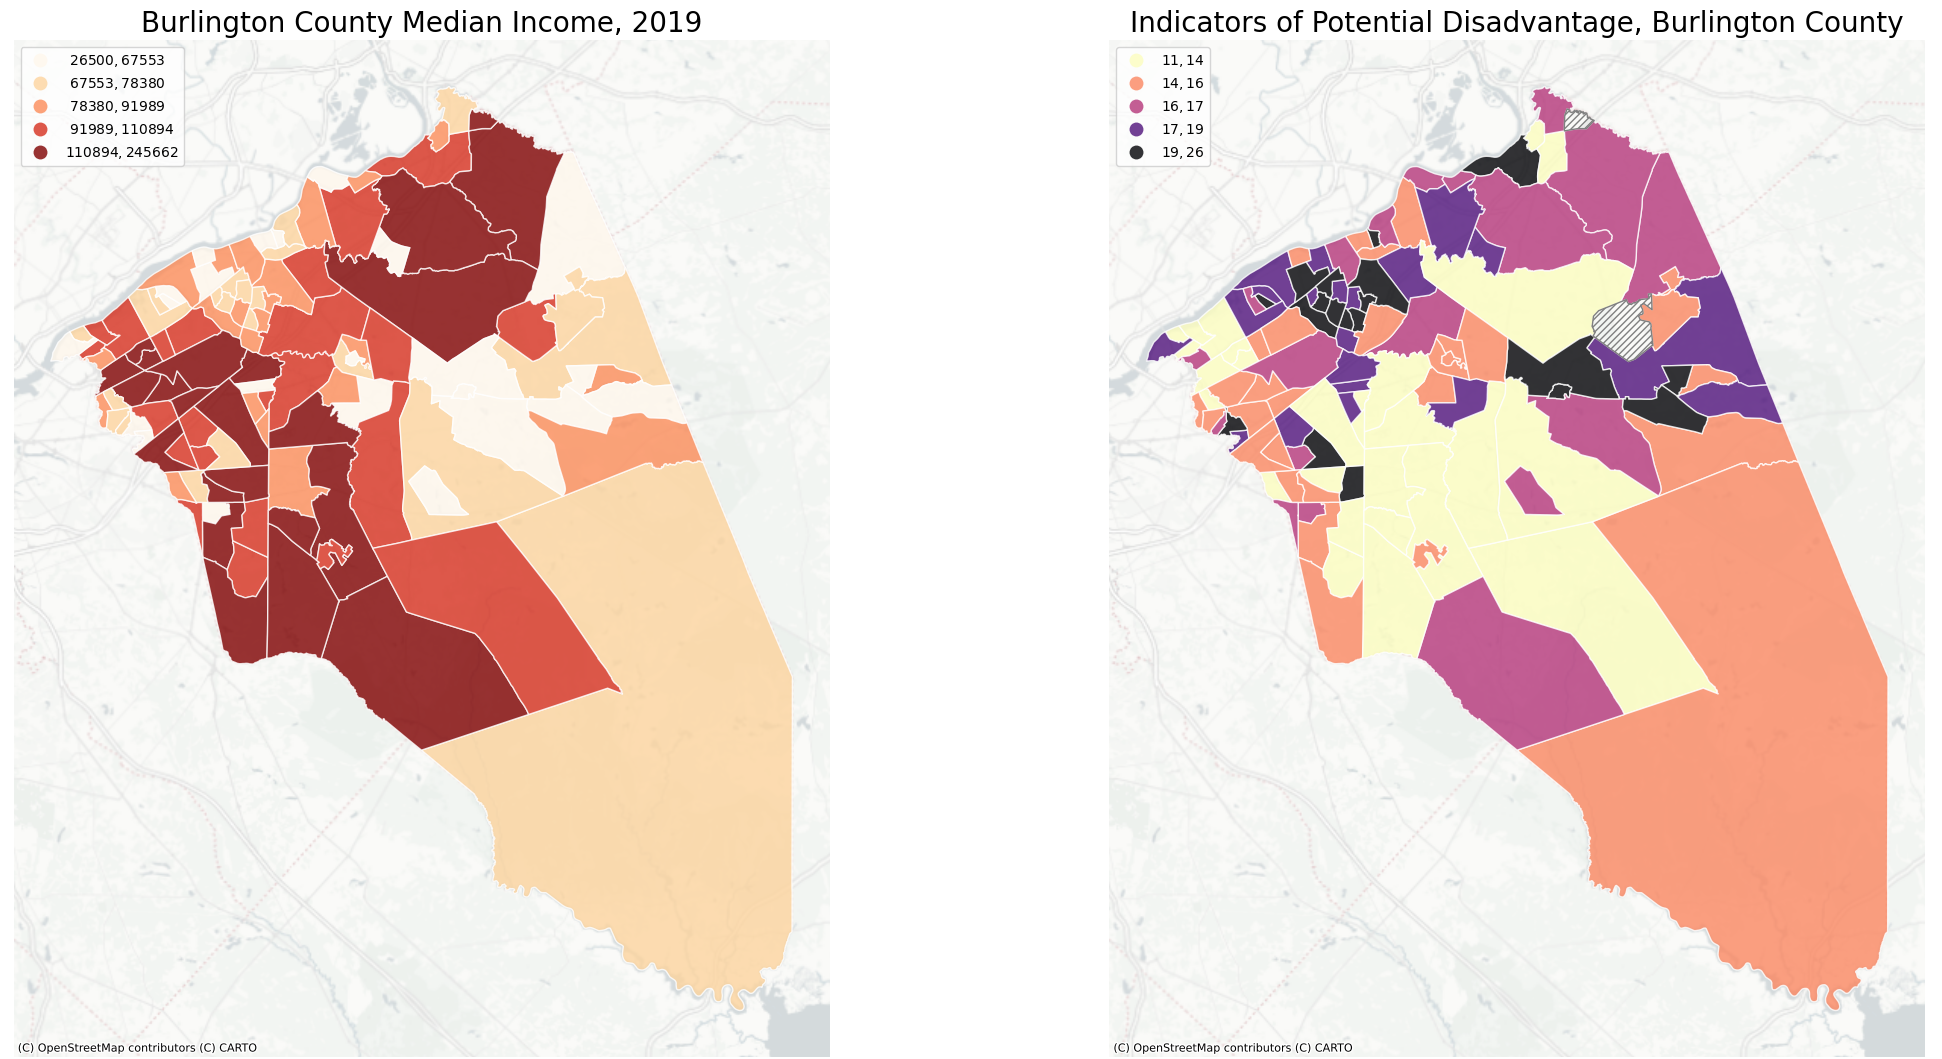 Burlington County Median Income, 2019
26500, 67553
67553, 78380
78380, 91989
91989, 110894
110894, 245662
(C) OpenStreetMap contributors (C) CARTO
Indicators of Potential Disadvantage, Burlington County
11, 14
14, 16
16, 17
17, 19
19, 26
(C) OpenStreetMap contributors (C) CARTO